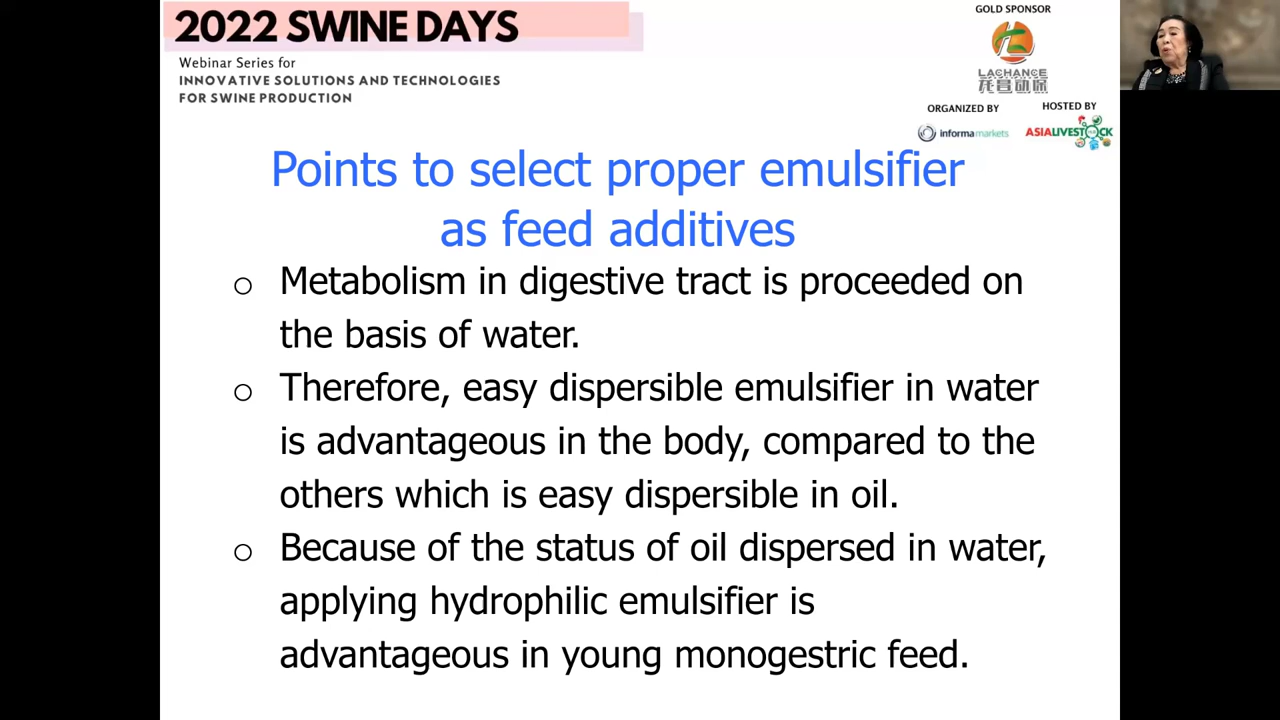 2022 SWINE DAYS
Webinar Series for
INNOVATIVE SOLUTIONS AND TECHNOLOGIES
FOR SWINE PRODUCTION
GOLD SPONSOR
LACHANCE
茂昌动保
ORGANIZED BY
informa markets
HOSTED BY
ASIALIVESTOCK
Points to select proper emulsifier
as feed additives
Metabolism in digestive tract is proceeded on
the basis of water.
Therefore, easy dispersible emulsifier in water
is advantageous in the body, compared to the
others which is easy dispersible in oil.
Because of the status of oil dispersed in water,
applying hydrophilic emulsifier is
advantageous in young monogestric feed.